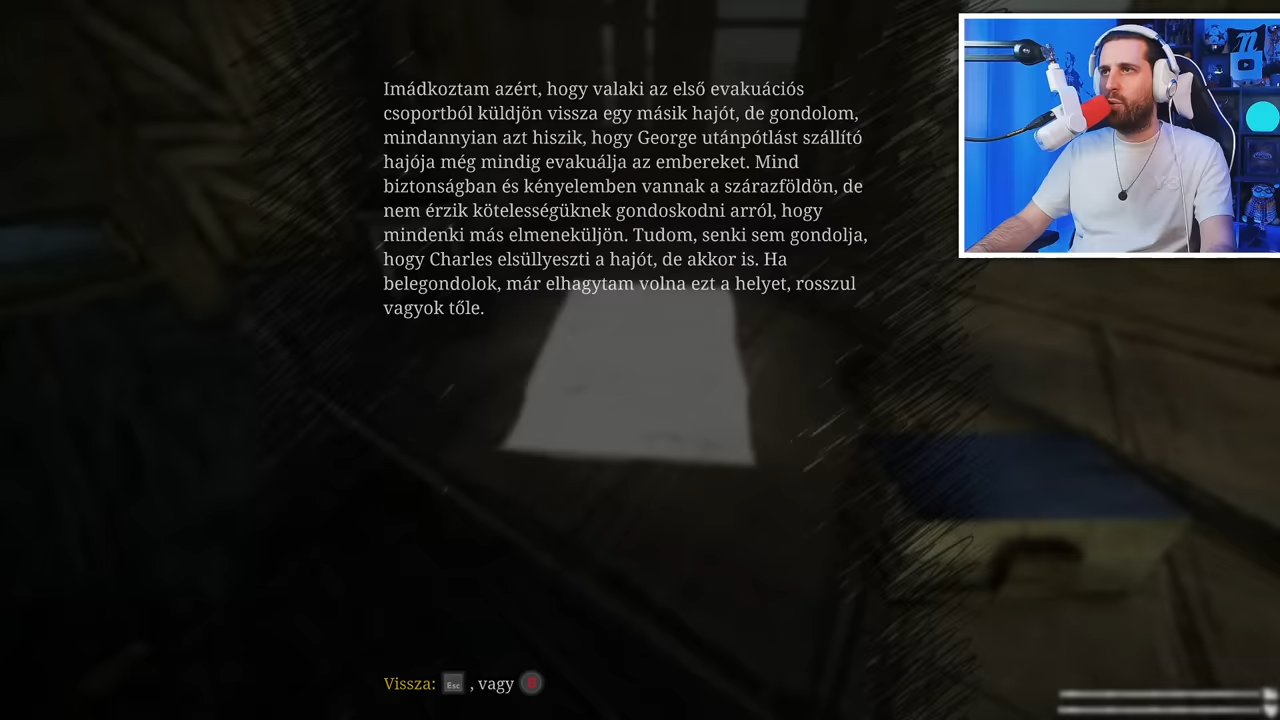 Imádkoztam azért, hogy valaki az első evakuációs
csoportból küldjön vissza egy másik hajót, de gondolom,
mindannyian azt hiszik, hogy George utánpótlást szállító
hajója még mindig evakuálja az embereket. Mind
biztonságban és kényelemben vannak a szárazföldön, de
nem érzik kötelességüknek gondoskodni arról, hogy
mindenki más elmeneküljön. Tudom, senki sem gondolja,
hogy Charles elsüllyeszti a hajót, de akkor is. Ha
belegondolok, már elhagytam volna ezt a helyet, rosszul
vagyok tőle.
Vissza: Esc , vagy B